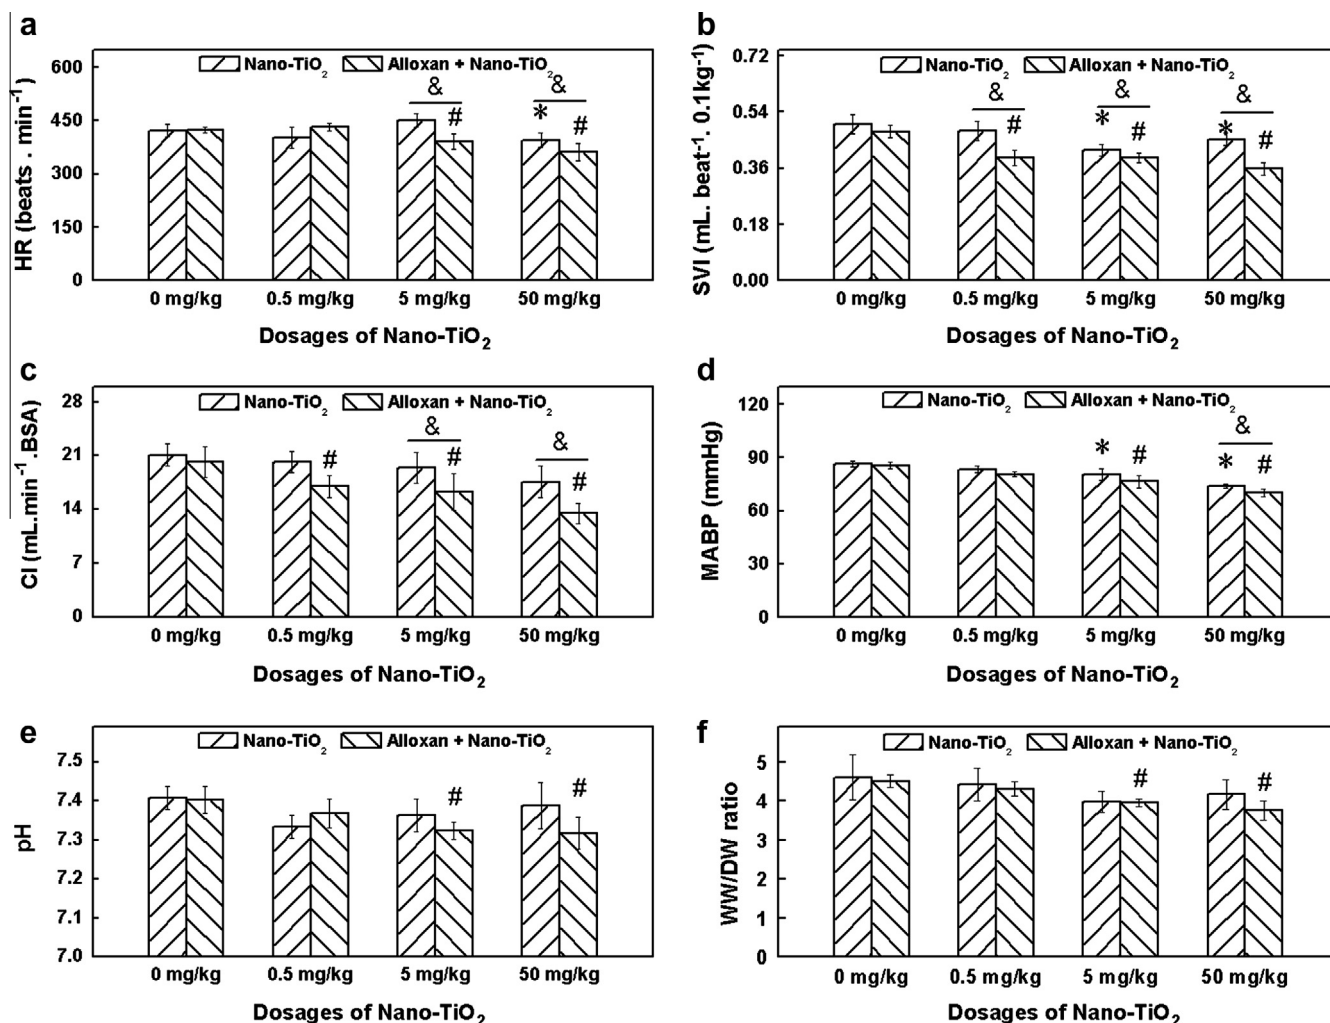 a
HR (beats . min⁻¹)
600
450
300
150
0
Nano-TiO₂ Alloxan + Nano-TiO₂
& &
# * #
0 mg/kg 0.5 mg/kg 5 mg/kg 50 mg/kg
Dosages of Nano-TiO₂
b
SVI (mL. beat⁻¹. 0.1kg⁻¹)
0.72
0.54
0.36
0.18
0.00
Nano-TiO₂ Alloxan + Nano-TiO₂
& & &
# * # * #
0 mg/kg 0.5 mg/kg 5 mg/kg 50 mg/kg
Dosages of Nano-TiO₂
c
CI (mL.min⁻¹.BSA)
28
21
14
7
0
Nano-TiO₂ Alloxan + Nano-TiO₂
& &
# # #
0 mg/kg 0.5 mg/kg 5 mg/kg 50 mg/kg
Dosages of Nano-TiO₂
d
MABP (mmHg)
120
90
60
30
0
Nano-TiO₂ Alloxan + Nano-TiO₂
&
* # * #
0 mg/kg 0.5 mg/kg 5 mg/kg 50 mg/kg
Dosages of Nano-TiO₂
e
pH
7.5
7.4
7.3
7.2
7.1
7.0
Nano-TiO₂ Alloxan + Nano-TiO₂
# #
0 mg/kg 0.5 mg/kg 5 mg/kg 50 mg/kg
Dosages of Nano-TiO₂
f
WW/DW ratio
5
4
3
2
1
0
Nano-TiO₂ Alloxan + Nano-TiO₂
# #
0 mg/kg 0.5 mg/kg 5 mg/kg 50 mg/kg
Dosages of Nano-TiO₂